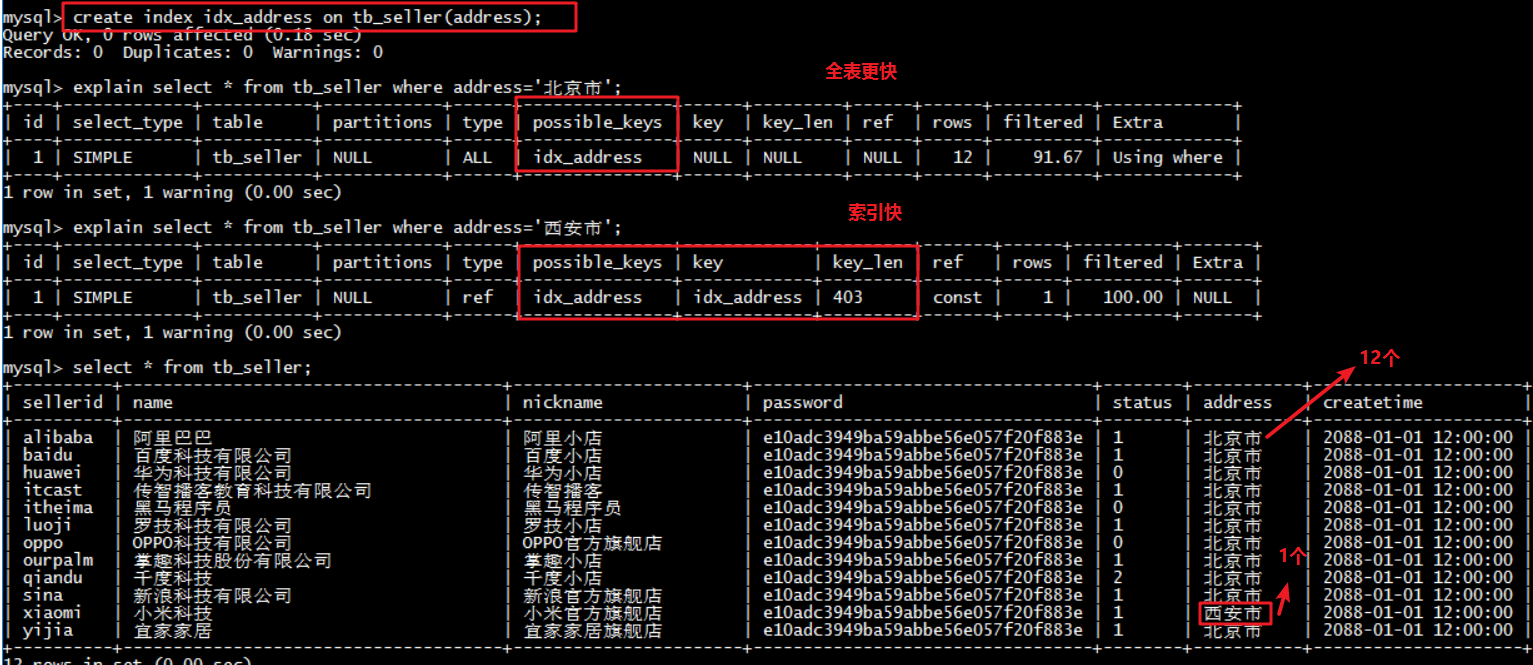 mysql> create index idx_address on tb_seller(address);
Query OK, 0 rows affected (0.18 sec)
Records: 0  Duplicates: 0  Warnings: 0
mysql> explain select * from tb_seller where address='北京市';
全表更快
| id | select_type | table | partitions | type | possible_keys | key | key_len | ref | rows | filtered | Extra |
| 1 | SIMPLE | tb_seller | NULL | ALL | idx_address | NULL | NULL | NULL | 12 | 91.67 | Using where |
1 row in set, 1 warning (0.00 sec)
索引快
mysql> explain select * from tb_seller where address='西安市';
| id | select_type | table | partitions | type | possible_keys | key | key_len | ref | rows | filtered | Extra |
| 1 | SIMPLE | tb_seller | NULL | ref | idx_address | idx_address | 403 | const | 1 | 100.00 | NULL |
1 row in set, 1 warning (0.00 sec)
mysql> select * from tb_seller;
12个
| sellerid | name | nickname | password | status | address | createtime |
| alibaba | 阿里巴巴 | 阿里小店 | e10adc3949ba59abbe56e057f20f883e | 1 | 北京市 | 2088-01-01 12:00:00 |
| baidu | 百度科技有限公司 | 百度小店 | e10adc3949ba59abbe56e057f20f883e | 1 | 北京市 | 2088-01-01 12:00:00 |
| huawei | 华为科技有限公司 | 华为小店 | e10adc3949ba59abbe56e057f20f883e | 0 | 北京市 | 2088-01-01 12:00:00 |
| itcast | 传智播客教育科技有限公司 | 传智播客 | e10adc3949ba59abbe56e057f20f883e | 1 | 北京市 | 2088-01-01 12:00:00 |
| itheima | 黑马程序员 | 黑马程序员 | e10adc3949ba59abbe56e057f20f883e | 0 | 北京市 | 2088-01-01 12:00:00 |
| luoji | 罗技科技有限公司 | 罗技小店 | e10adc3949ba59abbe56e057f20f883e | 1 | 北京市 | 2088-01-01 12:00:00 |
| oppo | OPPO科技有限公司 | OPPO官方旗舰店 | e10adc3949ba59abbe56e057f20f883e | 0 | 北京市 | 2088-01-01 12:00:00 |
| ourpalm | 掌趣科技股份有限公司 | 掌趣小店 | e10adc3949ba59abbe56e057f20f883e | 1 | 北京市 | 2088-01-01 12:00:00 |
1个
| qiandu | 千度科技 | 千度小店 | e10adc3949ba59abbe56e057f20f883e | 2 | 北京市 | 2088-01-01 12:00:00 |
| sina | 新浪科技有限公司 | 新浪官方旗舰店 | e10adc3949ba59abbe56e057f20f883e | 1 | 北京市 | 2088-01-01 12:00:00 |
| xiaomi | 小米科技 | 小米官方旗舰店 | e10adc3949ba59abbe56e057f20f883e | 1 | 西安市 | 2088-01-01 12:00:00 |
| yijia | 宜家家居 | 宜家家居旗舰店 | e10adc3949ba59abbe56e057f20f883e | 1 | 北京市 | 2088-01-01 12:00:00 |
12 rows in set (0.00 sec)